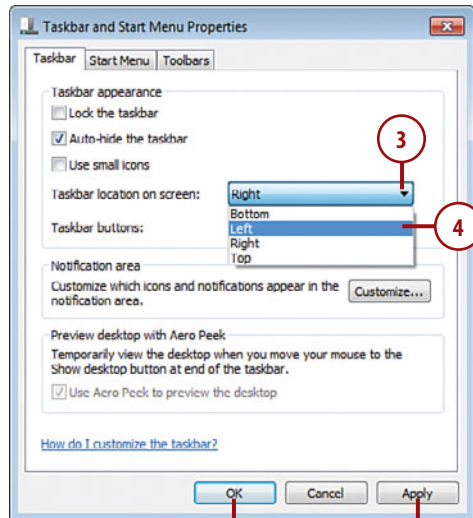 Taskbar and Start Menu Properties
Taskbar Start Menu Toolbars
Taskbar appearance
Lock the taskbar
Auto-hide the taskbar
3
Use small icons
Taskbar location on screen: Right
Bottom
Taskbar buttons: Left
4
Right
Top
Notification area
Customize which icons and notifications appear in the
notification area.
Customize...
Preview desktop with Aero Peek
Temporarily view the desktop when you move your mouse to the
Show desktop button at end of the taskbar.
Use Aero Peek to preview the desktop
How do I customize the taskbar?
OK Cancel Apply